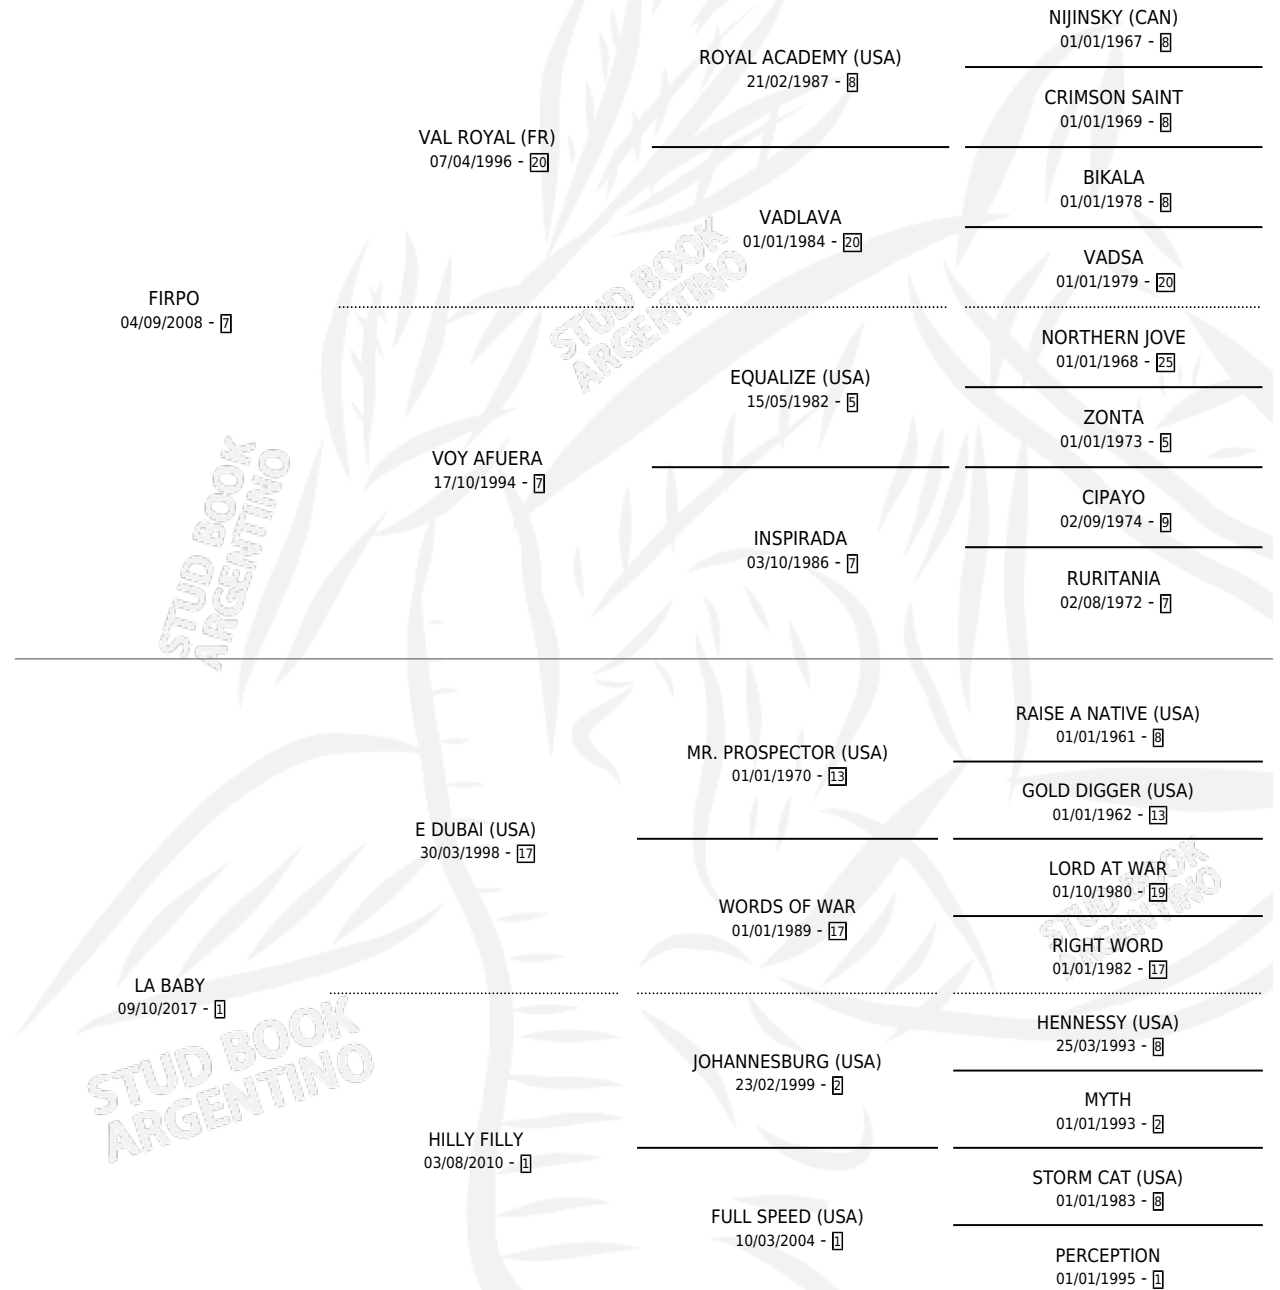 NIJINSKY (CAN)
01/01/1967 - 8
ROYAL ACADEMY (USA)
21/02/1987 - 8
CRIMSON SAINT
01/01/1969 - 8
VAL ROYAL (FR)
07/04/1996 - 20
BIKALA
01/01/1978 - 8
VADLAVA
01/01/1984 - 20
VADSA
01/01/1979 - 20
FIRPO
04/09/2008 - 7
NORTHERN JOVE
01/01/1968 - 25
EQUALIZE (USA)
15/05/1982 - 5
ZONTA
01/01/1973 - 5
VOY AFUERA
17/10/1994 - 7
CIPAYO
02/09/1974 - 9
INSPIRADA
03/10/1986 - 7
RURITANIA
02/08/1972 - 7
STUD BOOK
ARGENTINO
STUD BOOK
ARGENTINO
RAISE A NATIVE (USA)
01/01/1961 - 8
MR. PROSPECTOR (USA)
01/01/1970 - 13
GOLD DIGGER (USA)
01/01/1962 - 13
E DUBAI (USA)
30/03/1998 - 17
LORD AT WAR
01/10/1980 - 19
WORDS OF WAR
01/01/1989 - 17
RIGHT WORD
01/01/1982 - 17
STUD BOOK
ARGENTINO
LA BABY
09/10/2017 - 1
HENNESSY (USA)
25/03/1993 - 8
JOHANNESBURG (USA)
23/02/1999 - 2
MYTH
01/01/1993 - 2
HILLY FILLY
03/08/2010 - 1
STORM CAT (USA)
01/01/1983 - 8
FULL SPEED (USA)
10/03/2004 - 1
PERCEPTION
01/01/1995 - 1
STUD BOOK
ARGENTINO